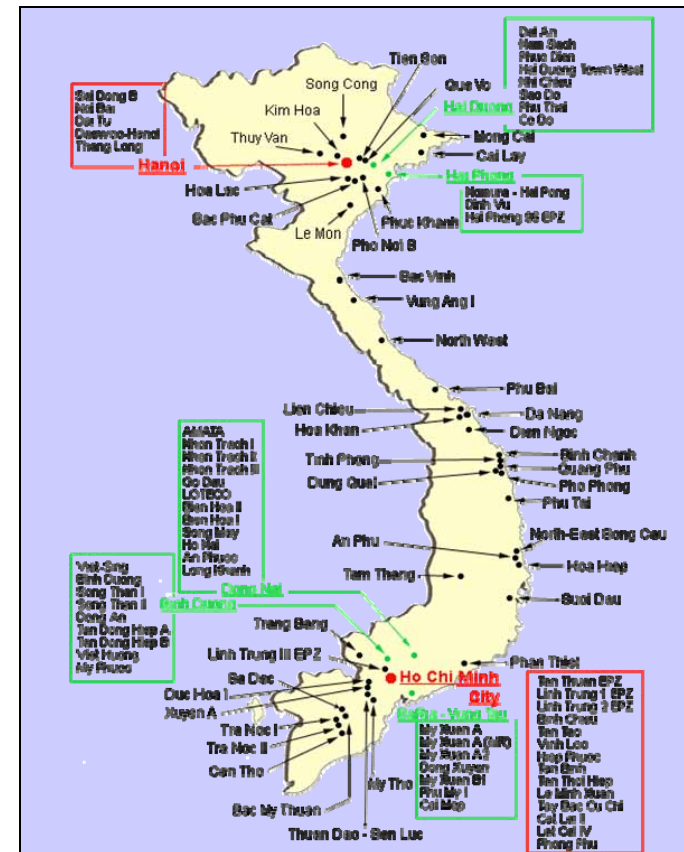 Dai An
Nam Sach
Phuc Dien
Hai Duong Town West
Nhi Chieu
Sao Do
Phu Thai
Co Do
Tien Son
Song Cong
Que Vo
Sai Dong B
Noi Bai
Dai Tu
Daewoo-Hanoi
Thang Long
Kim Hoa
Hai Duong
Thuy Van
Mong Cai
Hanoi
Cai Lay
Hai Phong
Hoa Lac
Nomura - Hai Pong
Dinh Vu
Hai Phong 96 EPZ
Bac Phu Cat
Phuc Khanh
Le Mon
Pho Noi B
Bac Vinh
Vung Ang I
North West
Phu Bai
Lien Chieu
Da Nang
Hoa Khan
Dien Ngoc
AMATA
Nhon Trach I
Nhon Trach II
Nhon Trach III
Go Dau
LOTECO
Bien Hoa II
Bien Hoa I
Song May
Ho Nai
An Phuoc
Long Khanh
Tinh Phong
Binh Chanh
Quang Phu
Dung Quat
Pho Phong
Phu Tai
North-East Song Cau
An Phu
Hoa Hiep
Viet-Sing
Binh Duong
Song Than I
Song Than II
Dong An
Tan Dong Hiep A
Tan Dong Hiep B
Viet Huong
My Phuoc
Tam Thang
Dong Nai
Suoi Dau
Binh Duong
Trang Bang
Linh Trung III EPZ
Phan Thiet
Ho Chi Minh
City
Sa Dec
Duc Hoa I
Xuyen A
Tra Noc I
Tra Noc II
Can Tho
BaRia - Vung Tau
My Xuan A
My Xuan A (MR)
My Xuan A2
Dong Xuyen
My Xuan B1
Phu My I
Cai Mep
Tan Thuan EPZ
Linh Trung 1 EPZ
Linh Trung 2 EPZ
Binh Chieu
Tan Tao
Vinh Loc
Hiep Phuoc
Tan Binh
Tan Thoi Hiep
Le Minh Xuan
Tay Bac Cu Chi
Cat Lai II
Lat Cai IV
Phong Phu
My Tho
Bac My Thuan
Thuan Dao - Ben Luc